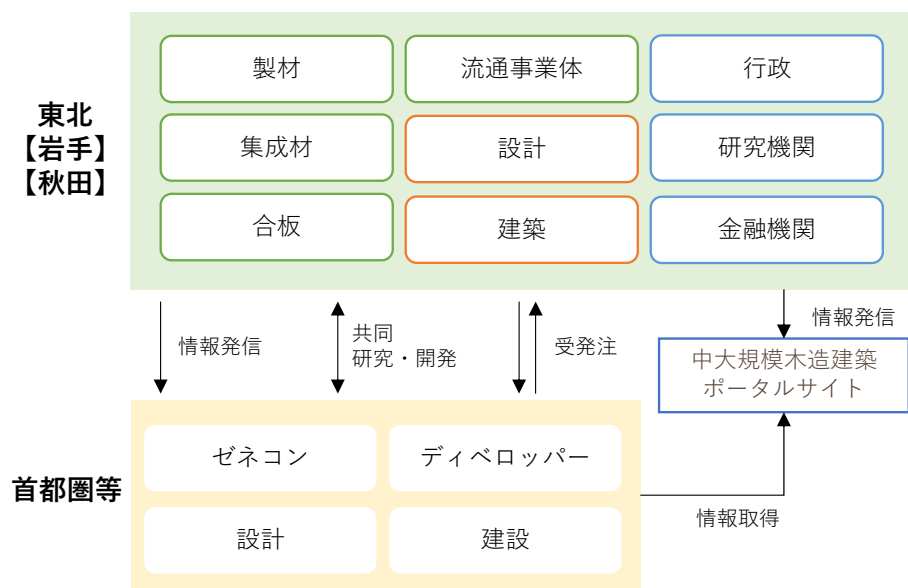 製材
流通事業体
行政
東北
【岩手】
【秋田】
集成材
設計
研究機関
合板
建築
金融機関
情報発信
共同
研究・開発
受発注
情報発信
中大規模木造建築
ポータルサイト
首都圏等
ゼネコン
ディベロッパー
設計
建設
情報取得